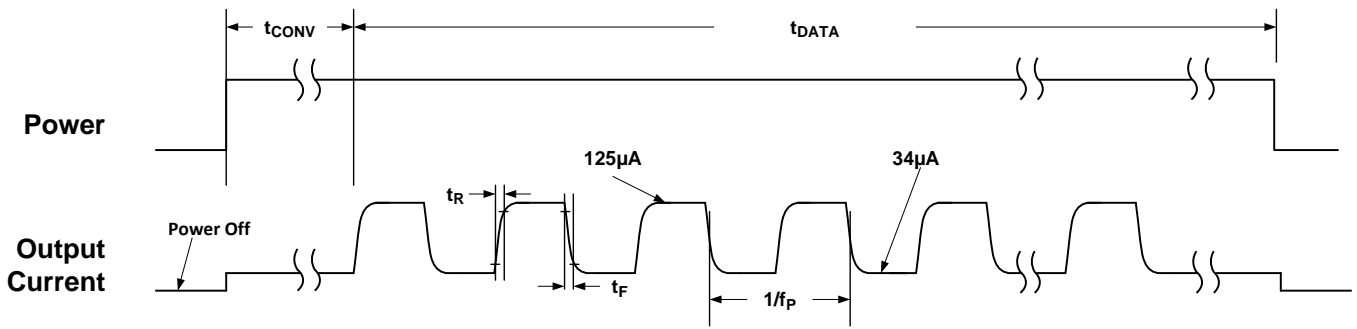 tCONV
tDATA
Power
125µA
34µA
tR
Power Off
Output
Current
tF
1/fP